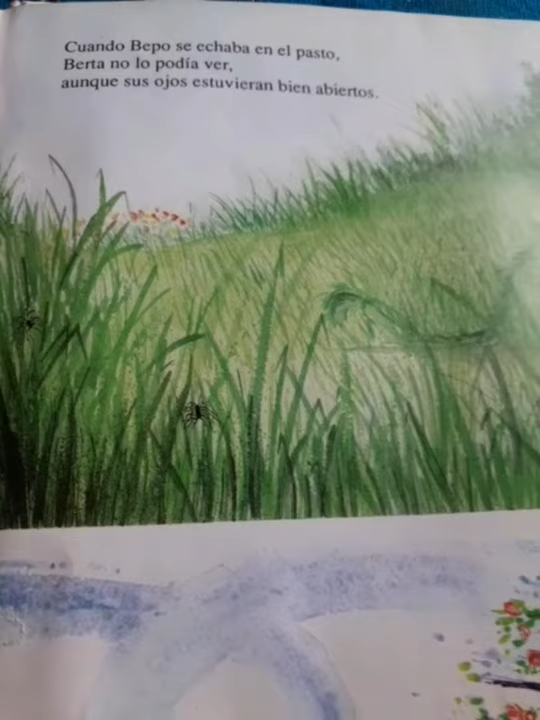 Cuando Bepo se echaba en el pasto,
Berta no lo podía ver,
aunque sus ojos estuvieran bien abiertos.